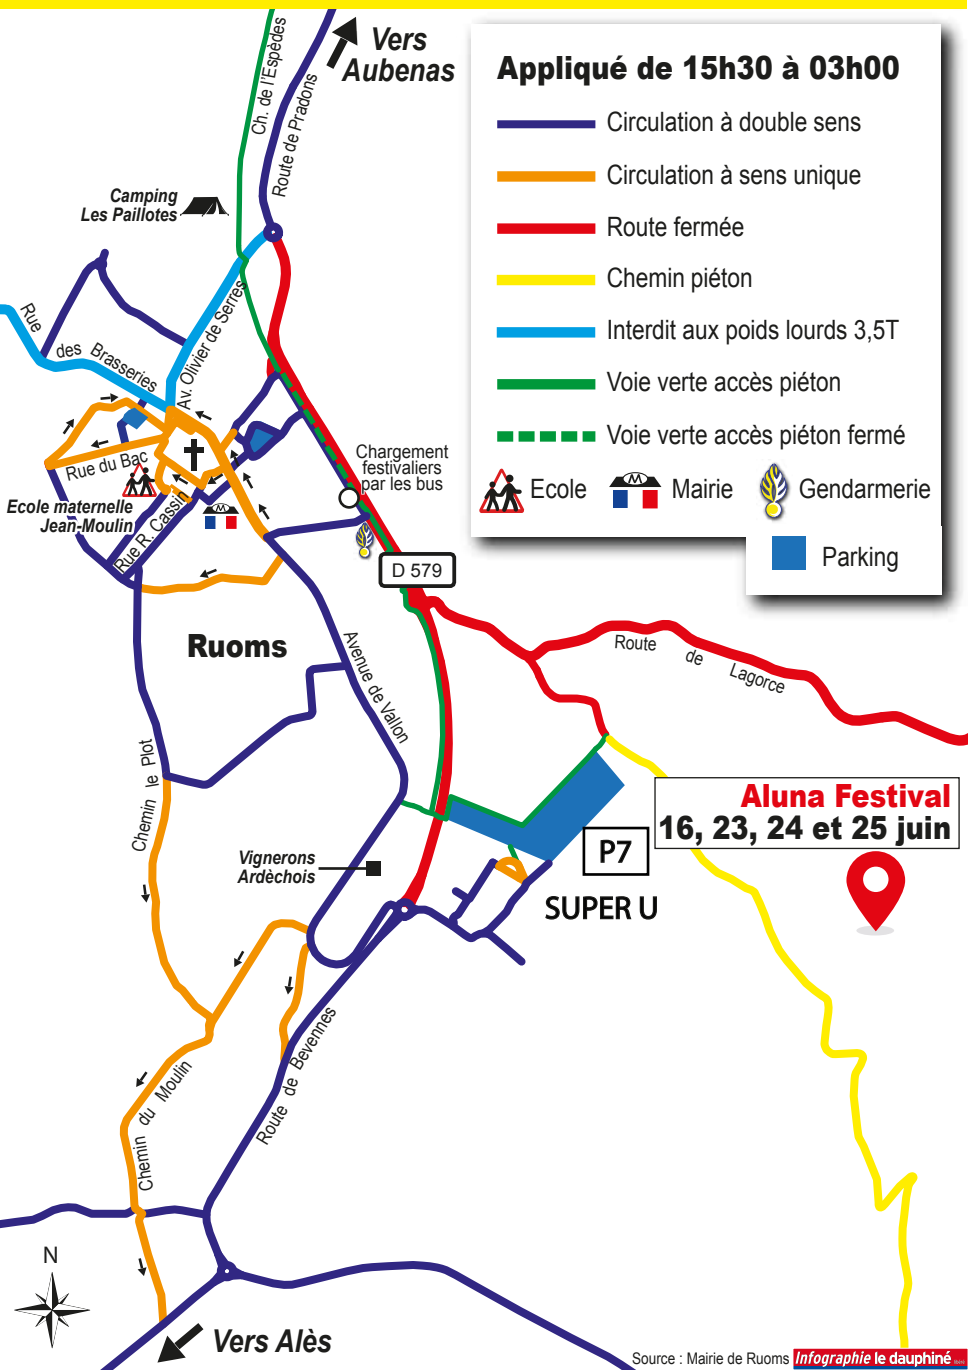 Vers
Aubenas
Ch. de l'Espèdes
Route de Pradons
Camping
Les Paillotes
Appliqué de 15h30 à 03h00
Circulation à double sens
Circulation à sens unique
Route fermée
Chemin piéton
Interdit aux poids lourds 3,5T
Voie verte accès piéton
Voie verte accès piéton fermé
Ecole
M
Mairie
Gendarmerie
Parking
Rue des Brasseries
Av. Olivier de Serres
Rue du Bac
Ecole maternelle
Jean-Moulin
Rue R. Cassin
M
Chargement
festivaliers
par les bus
D 579
Ruoms
Avenue de Vallon
Route de Lagorce
Chemin le Plot
Aluna Festival
16, 23, 24 et 25 juin
P7
SUPER U
Vignerons
Ardèchois
Route de Bevennes
Chemin du Moulin
N
Vers Alès
Source : Mairie de Ruoms
Infographie le dauphiné